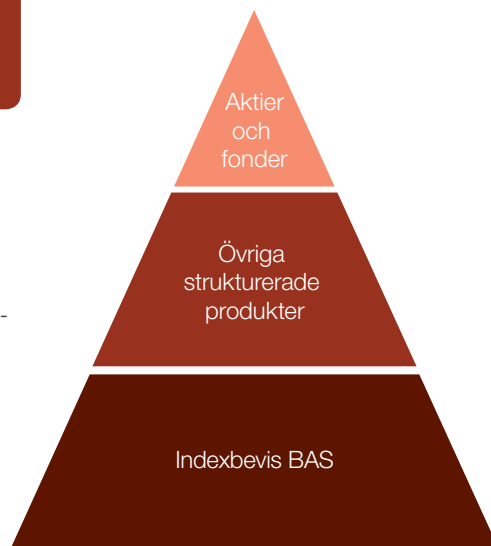 Aktier
och
fonder
Övriga
strukturerade
produkter
-
Indexbevis BAS